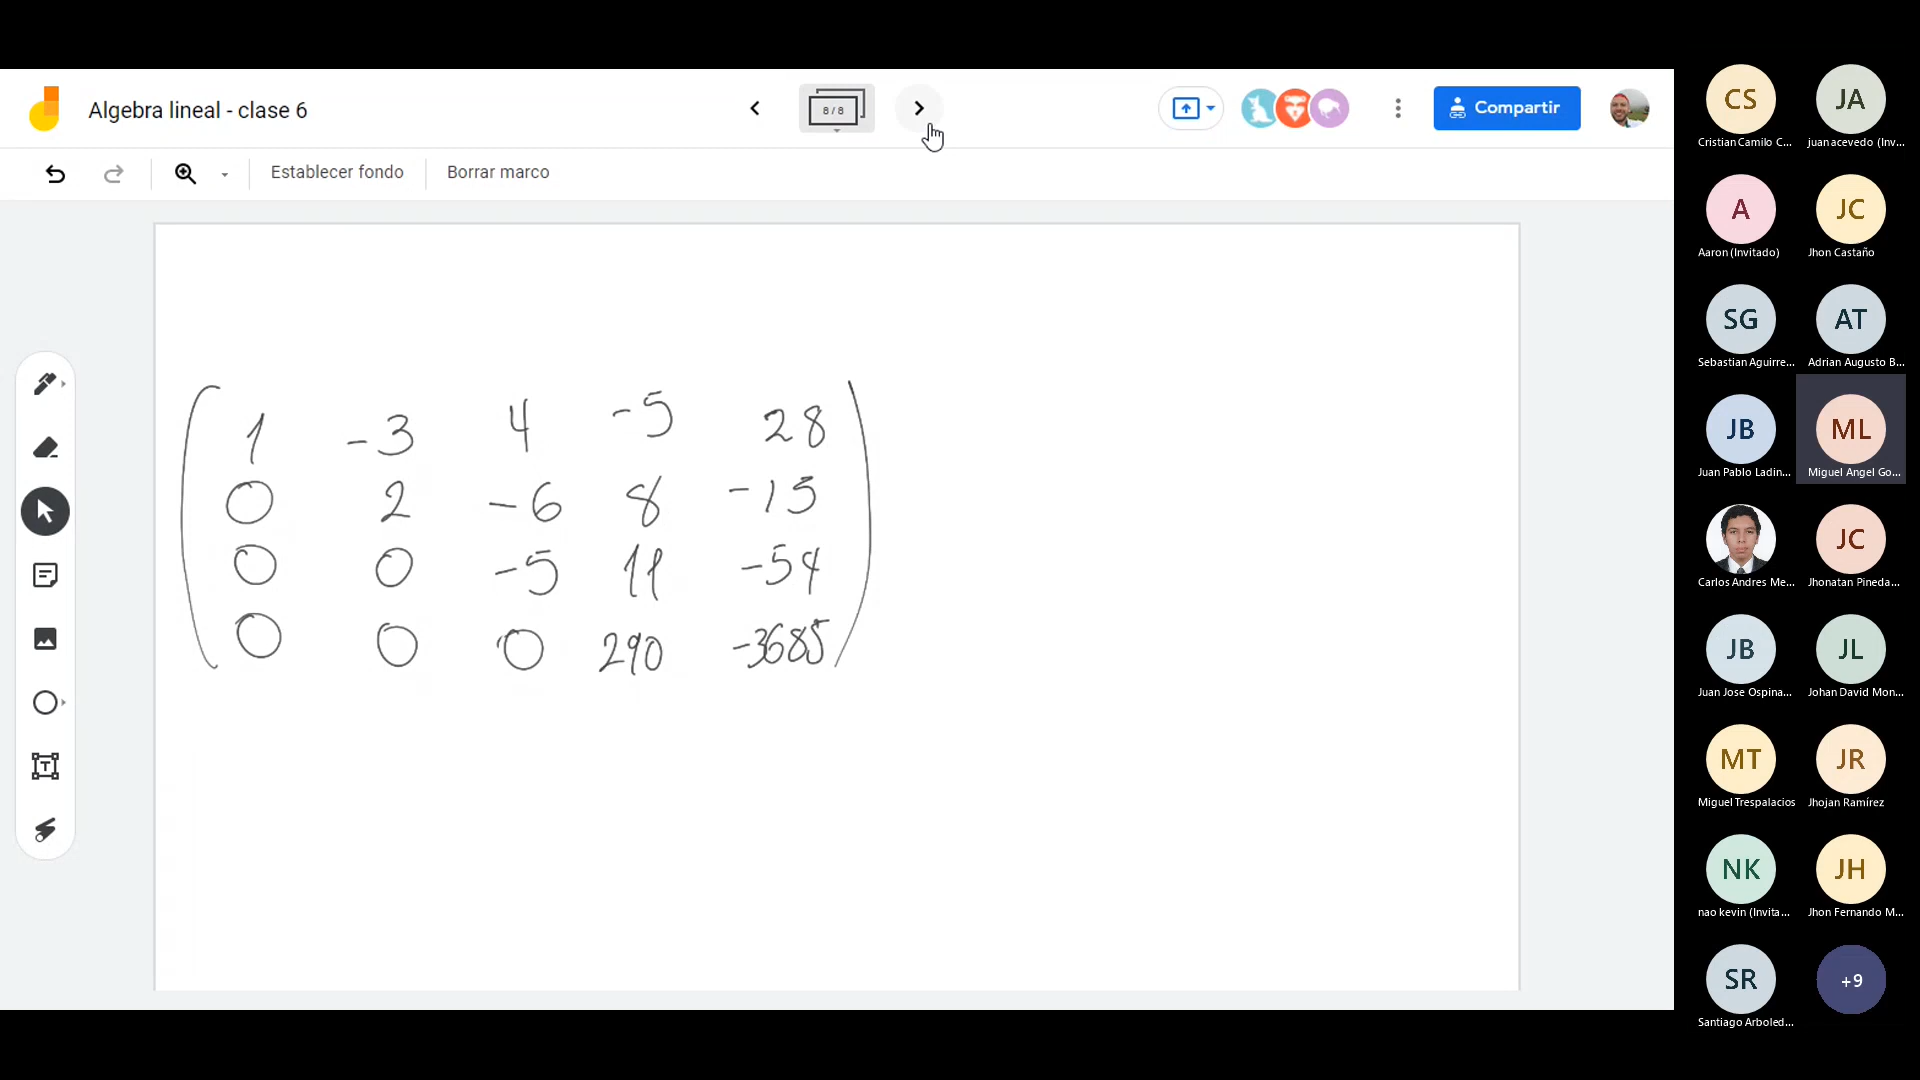 Algebra lineal - clase 6
8 / 8
Compartir
Establecer fondo
Borrar marco
1 -3 4 -5 28
0 2 -6 8 -15
0 0 -5 11 -54
0 0 0 290 -3685
CS
JA
Cristian Camilo C...
juan acevedo (Inv...
A
JC
Aaron (Invitado)
Jhon Castaño
SG
AT
Sebastian Aguirre...
Adrian Augusto B...
JB
ML
Juan Pablo Ladin...
Miguel Angel Go...
JC
Carlos Andres Me...
Jhonatan Pineda...
JB
JL
Juan Jose Ospina...
Johan David Mon...
MT
JR
Miguel Trespalacios
Jhojan Ramírez
NK
JH
nao kevin (Invita...
Jhon Fernando M...
SR
+9
Santiago Arboled...